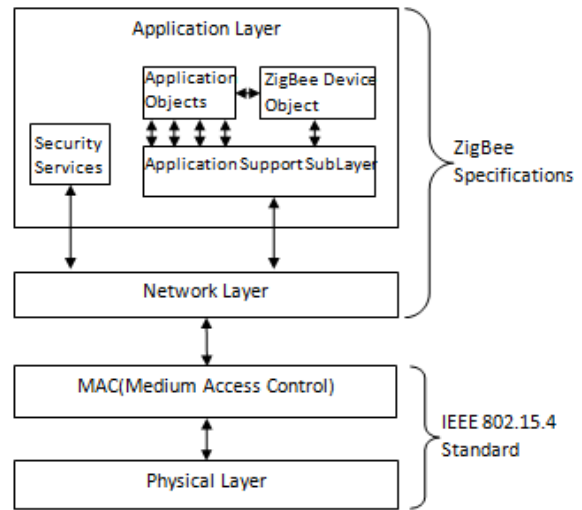 Application Layer
Application
Objects
ZigBee Device
Object
Security
Services
Application Support SubLayer
ZigBee
Specifications
Network Layer
MAC(Medium Access Control)
IEEE 802.15.4
Standard
Physical Layer